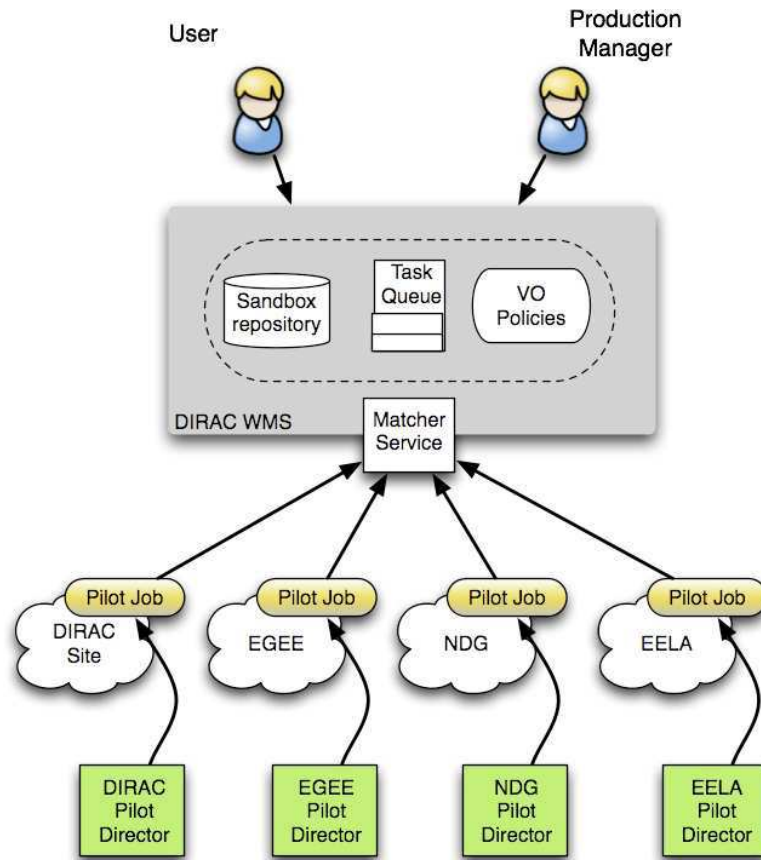 User
Production
Manager
Sandbox
repository
Task
Queue
VO
Policies
DIRAC WMS
Matcher
Service
Pilot Job
Pilot Job
Pilot Job
Pilot Job
DIRAC
Site
EGEE
NDG
EELA
DIRAC
Pilot
Director
EGEE
Pilot
Director
NDG
Pilot
Director
EELA
Pilot
Director